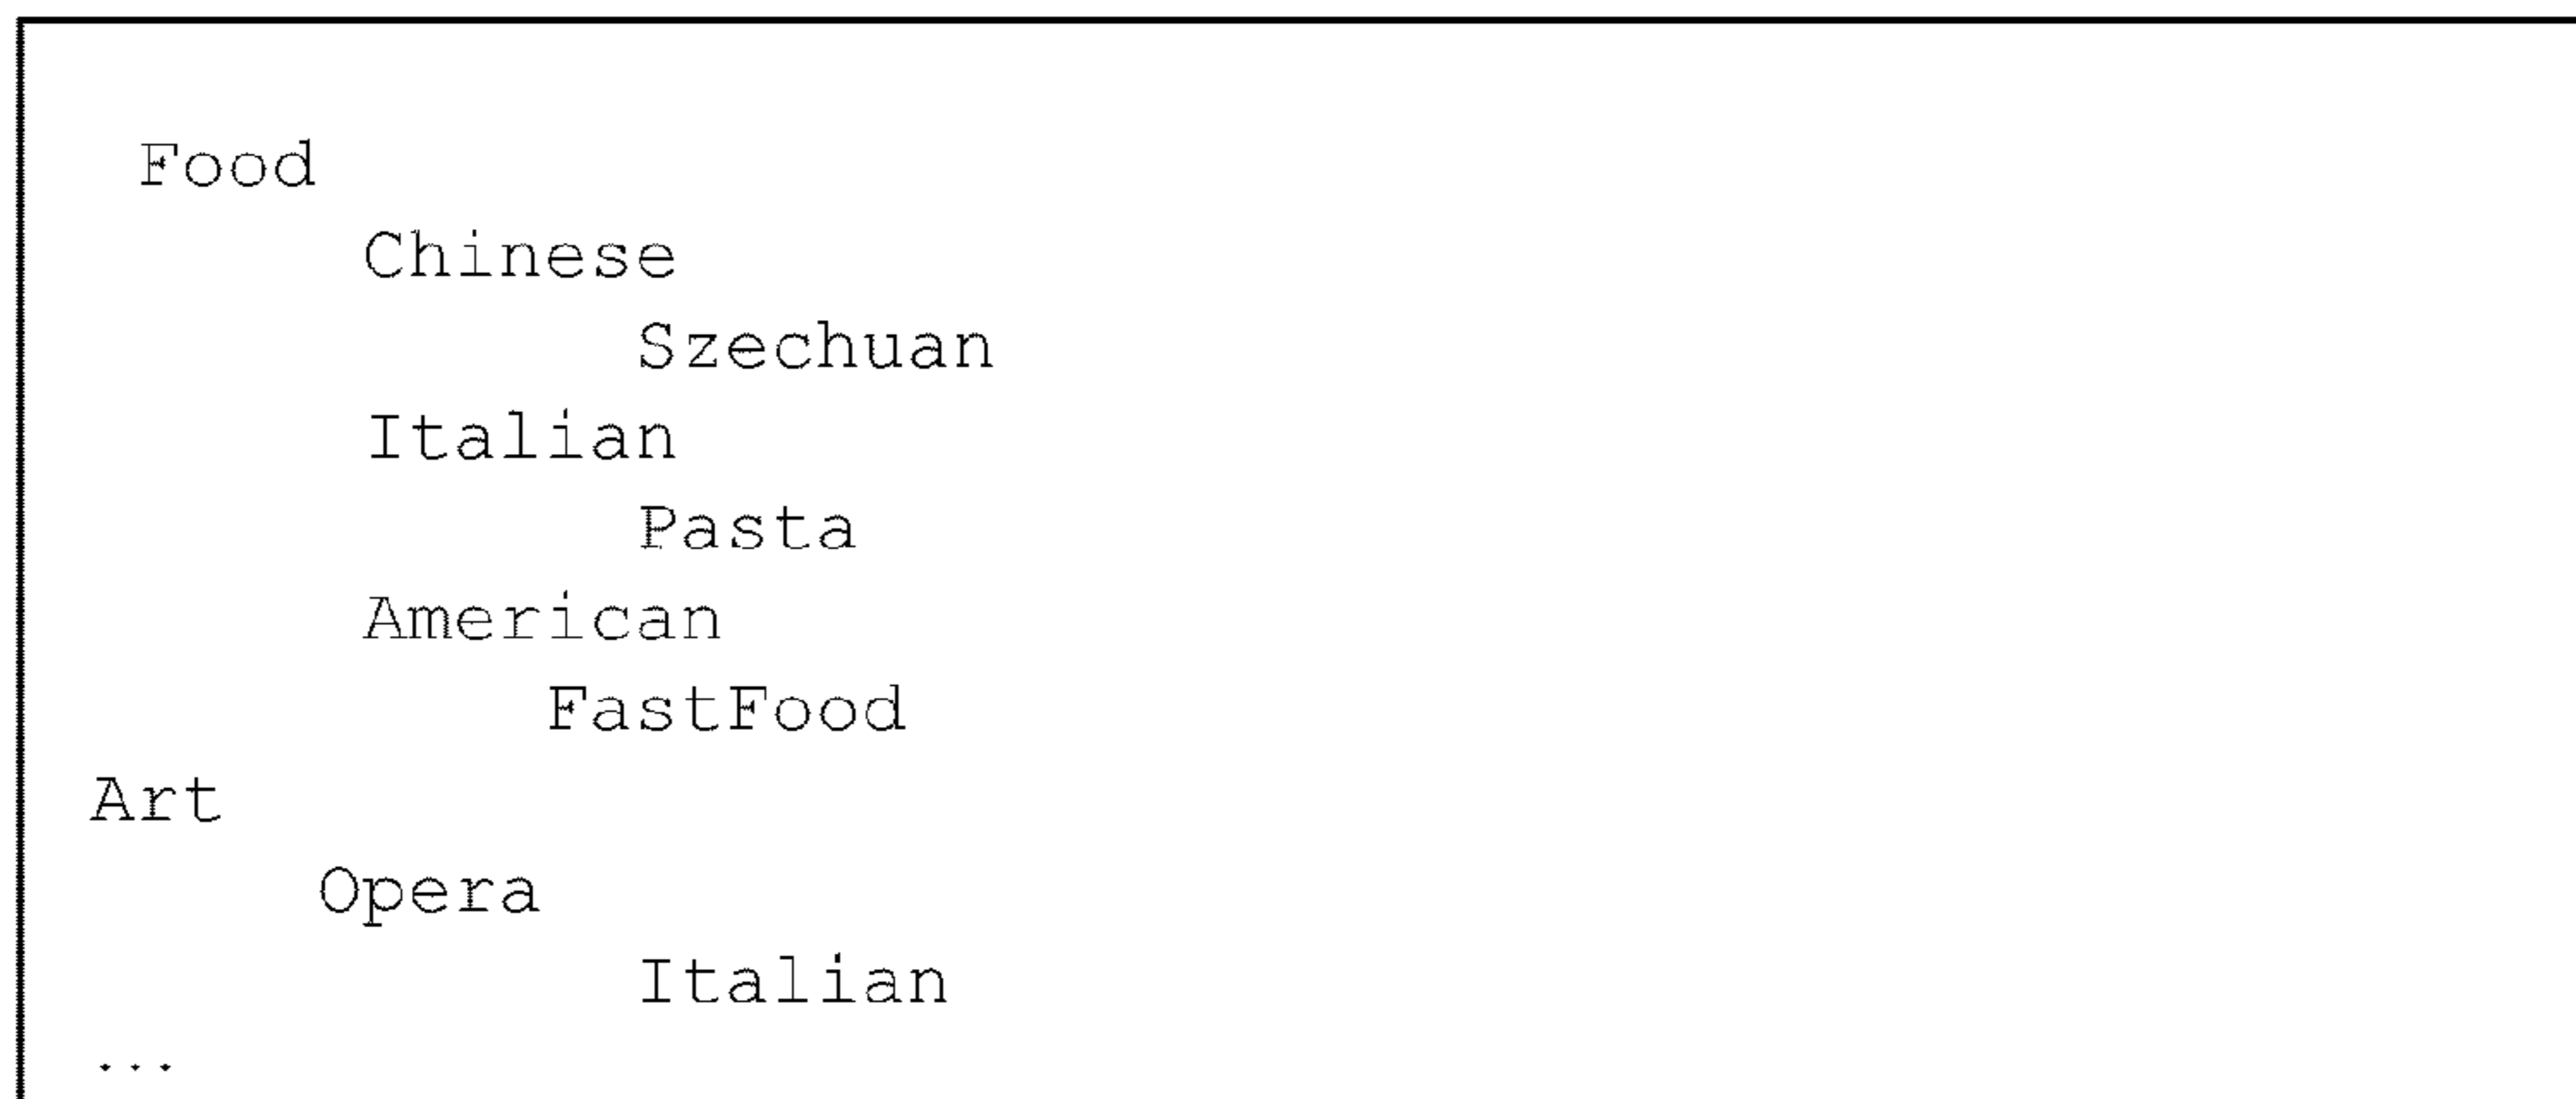 Food
Chinese
Szechuan
Italian
Pasta
American
FastFood
Art
Opera
Italian
...